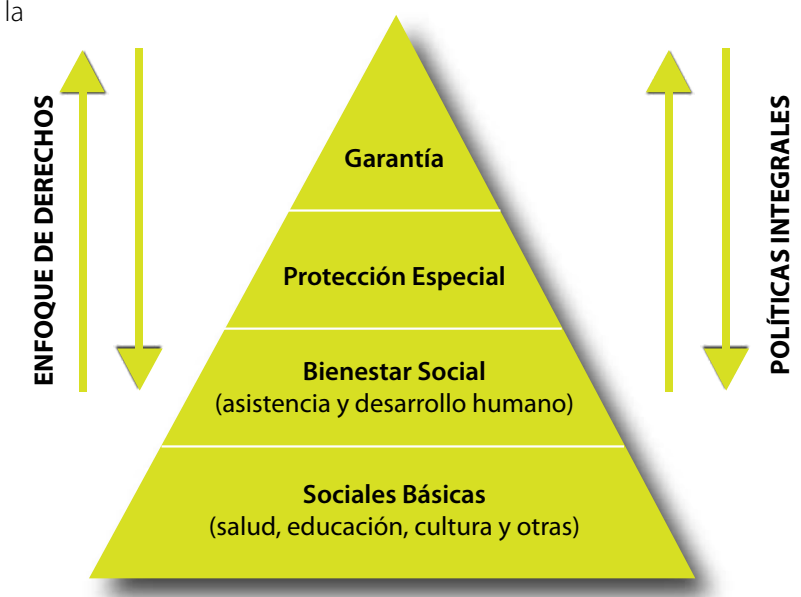 la
ENFOQUE DE DERECHOS
Garantía
Protección Especial
Bienestar Social
(asistencia y desarrollo humano)
Sociales Básicas
(salud, educación, cultura y otras)
POLÍTICAS INTEGRALES